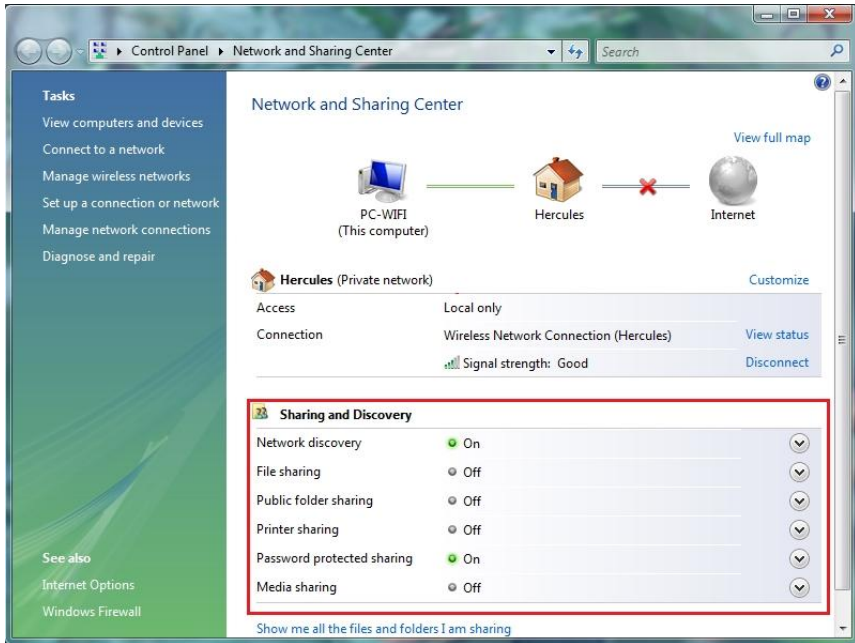 Control Panel ▸ Network and Sharing Center
Search
Tasks
View computers and devices
Connect to a network
Manage wireless networks
Set up a connection or network
Manage network connections
Diagnose and repair
See also
Internet Options
Windows Firewall
Network and Sharing Center
View full map
PC-WIFI
(This computer)
Hercules
Internet
Hercules (Private network)
Customize
Access
Local only
Connection
Wireless Network Connection (Hercules)
View status
Signal strength: Good
Disconnect
Sharing and Discovery
Network discovery
On
File sharing
Off
Public folder sharing
Off
Printer sharing
Off
Password protected sharing
On
Media sharing
Off
Show me all the files and folders I am sharing